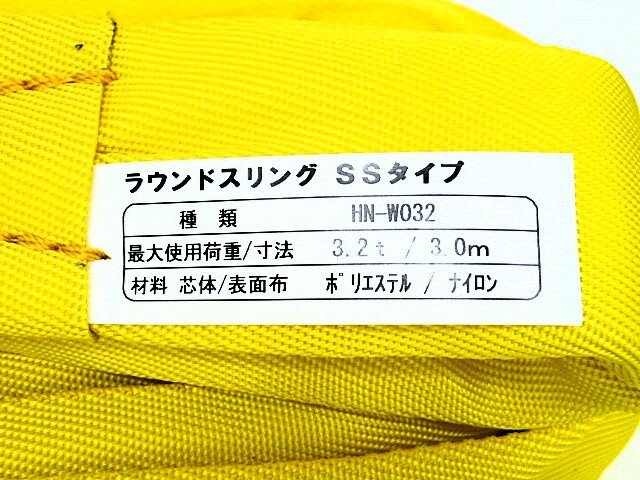 ラウンドスリング SSタイプ
種 類 HN-W032
最大使用荷重/寸法 3.2t / 3.0m
材料 芯体/表面布 ポリエステル / ナイロン